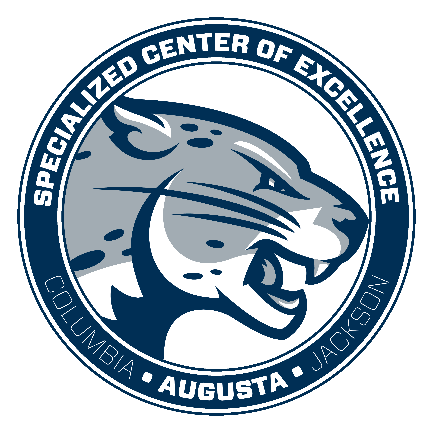 SPECIALIZED CENTER OF EXCELLENCE
COLUMBIA • AUGUSTA • JACKSON